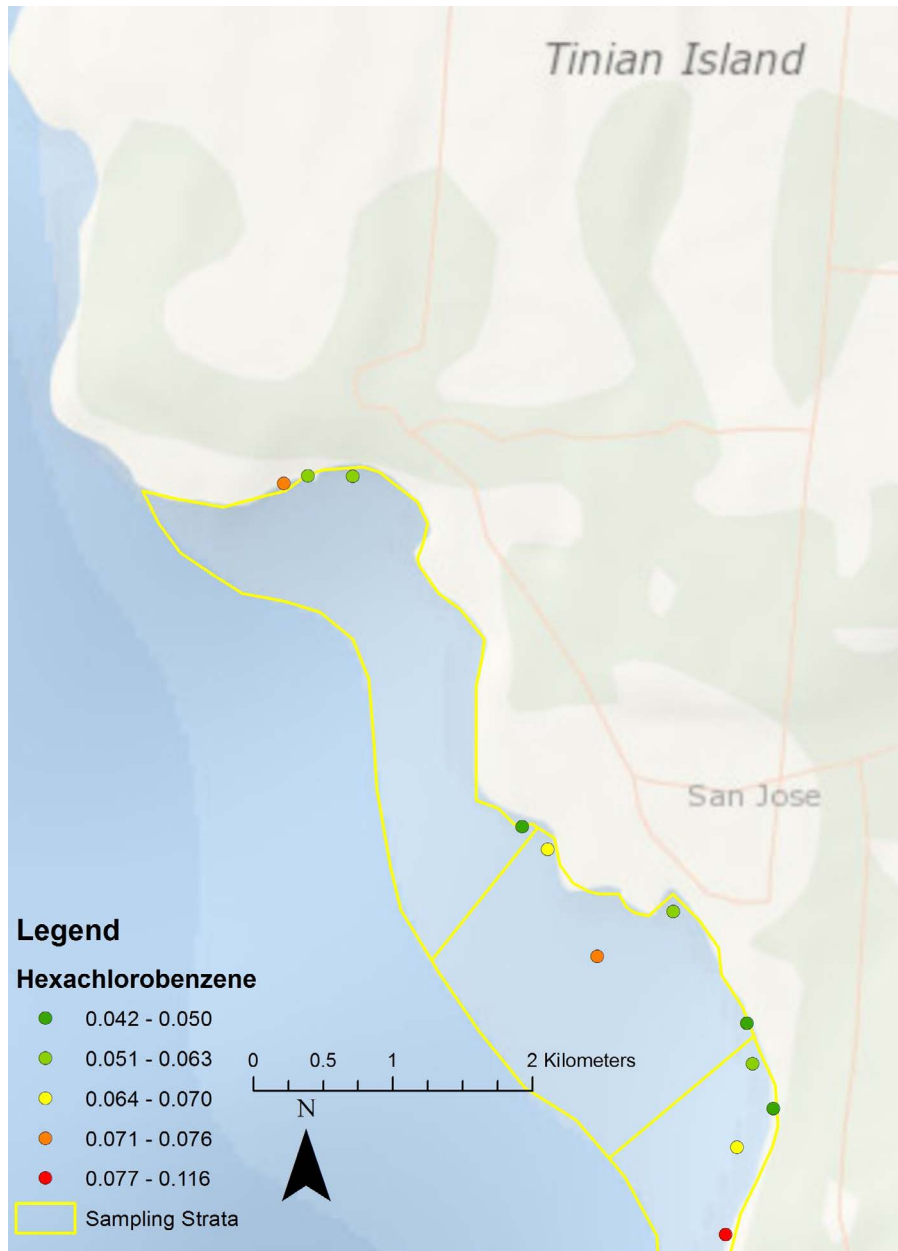 Tinian Island
San Jose
Legend
Hexachlorobenzene
0.042 - 0.050
0.051 - 0.063
0.064 - 0.070
0.071 - 0.076
0.077 - 0.116
Sampling Strata
0 0.5 1 2 Kilometers
N